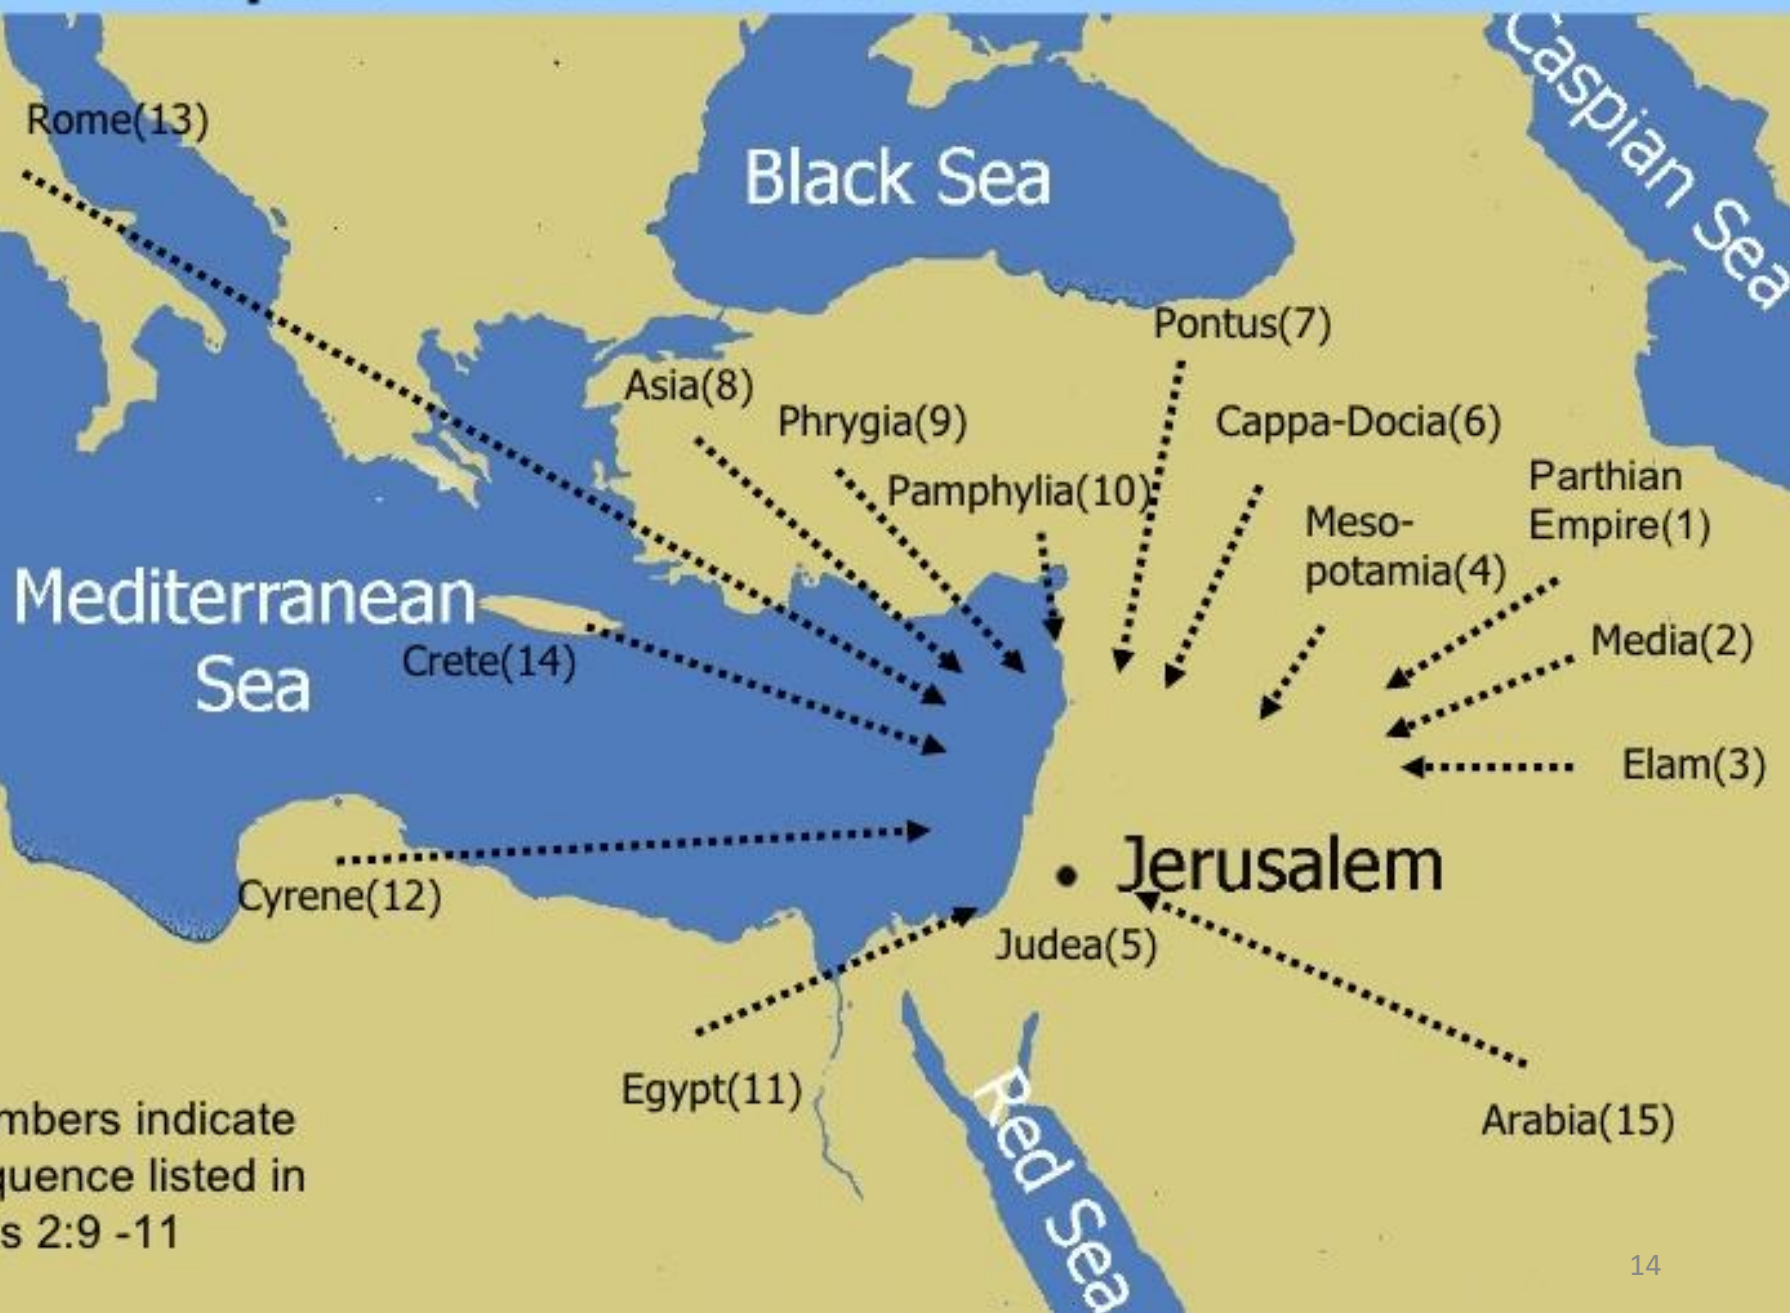 Caspian Sea
Rome(13)
Black Sea
Pontus(7)
Asia(8)
Phrygia(9)
Cappa-Docia(6)
Pamphylia(10)
Parthian
Empire(1)
Meso-
potamia(4)
Mediterranean
Sea
Crete(14)
Media(2)
Elam(3)
Jerusalem
Cyrene(12)
Judea(5)
Egypt(11)
Red Sea
Arabia(15)
mbers indicate
quence listed in
s 2:9 -11
14